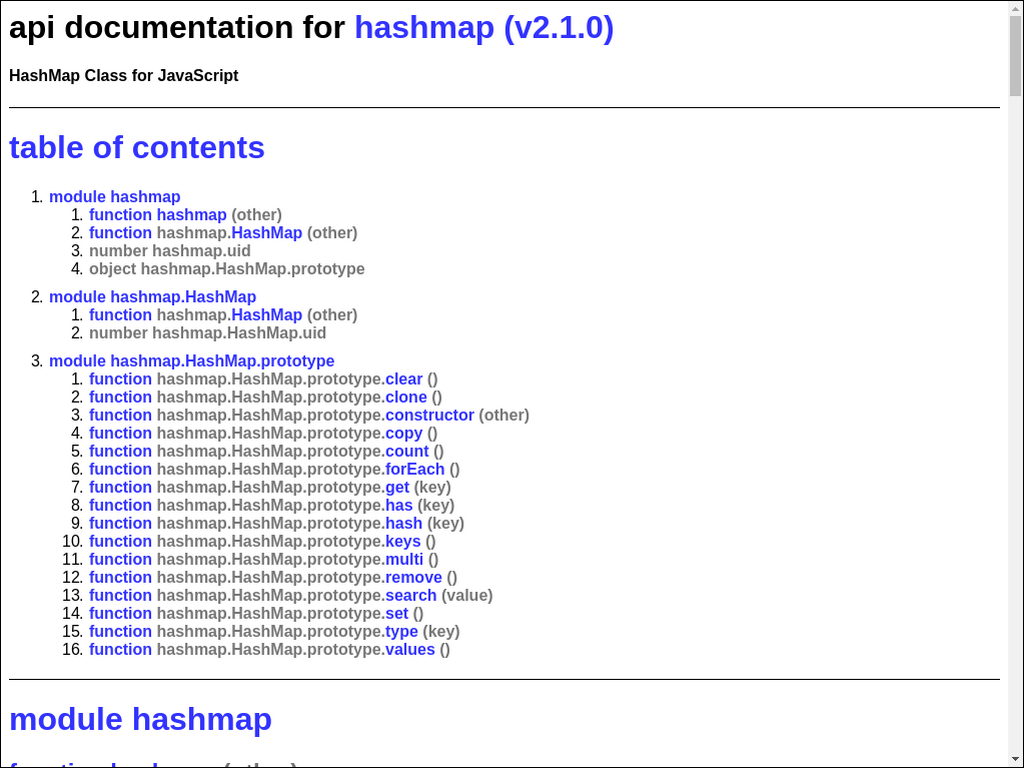 api documentation for hashmap (v2.1.0)
HashMap Class for JavaScript
table of contents
1. module hashmap
1. function hashmap (other)
2. function hashmap.HashMap (other)
3. number hashmap.uid
4. object hashmap.HashMap.prototype
2. module hashmap.HashMap
1. function hashmap.HashMap (other)
2. number hashmap.HashMap.uid
3. module hashmap.HashMap.prototype
1. function hashmap.HashMap.prototype.clear ()
2. function hashmap.HashMap.prototype.clone ()
3. function hashmap.HashMap.prototype.constructor (other)
4. function hashmap.HashMap.prototype.copy ()
5. function hashmap.HashMap.prototype.count ()
6. function hashmap.HashMap.prototype.forEach ()
7. function hashmap.HashMap.prototype.get (key)
8. function hashmap.HashMap.prototype.has (key)
9. function hashmap.HashMap.prototype.hash (key)
10. function hashmap.HashMap.prototype.keys ()
11. function hashmap.HashMap.prototype.multi ()
12. function hashmap.HashMap.prototype.remove ()
13. function hashmap.HashMap.prototype.search (value)
14. function hashmap.HashMap.prototype.set ()
15. function hashmap.HashMap.prototype.type (key)
16. function hashmap.HashMap.prototype.values ()
module hashmap